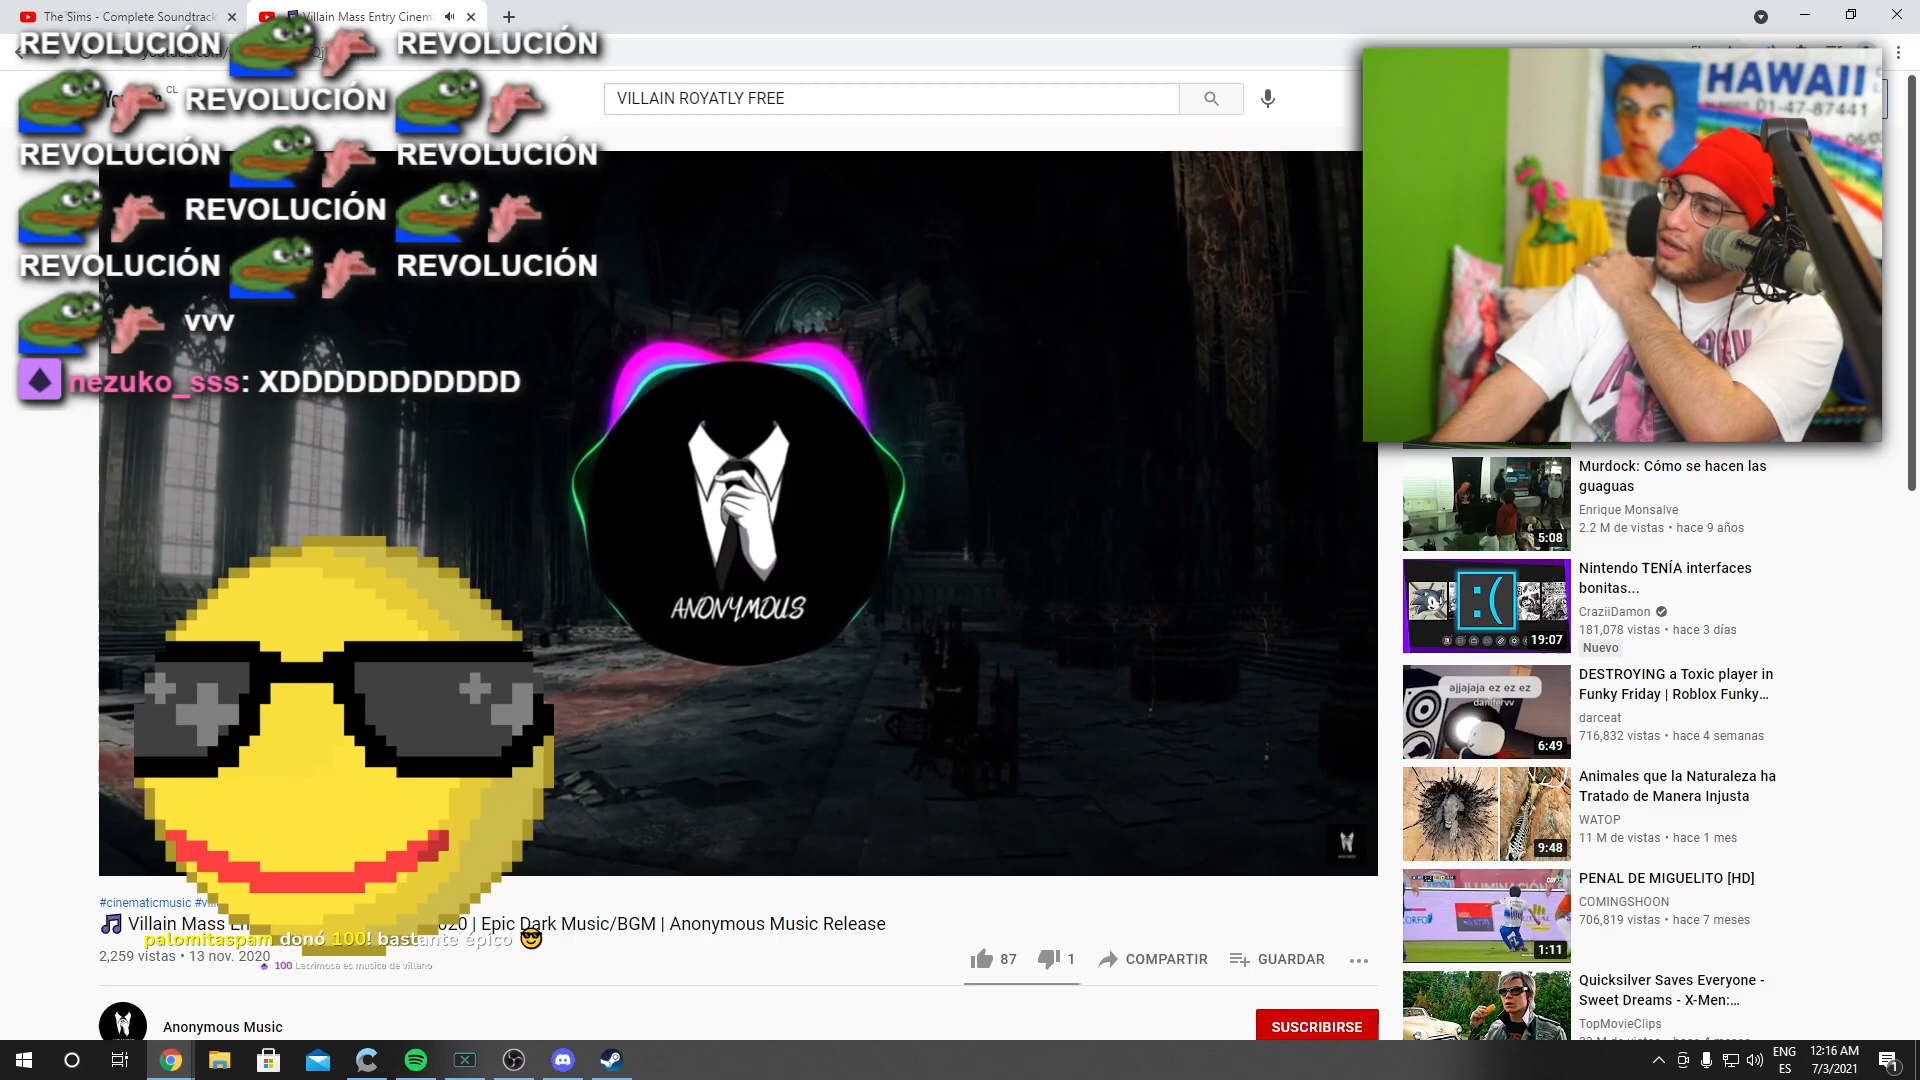 The Sims - Complete Soundtrack
Villain Mass Entry Cinema
REVOLUCIÓN REVOLUCIÓN
REVOLUCIÓN
REVOLUCIÓN REVOLUCIÓN
REVOLUCIÓN
REVOLUCIÓN REVOLUCIÓN
vvv
nezuko_sss: XDDDDDDDDDDDD
CL
VILLAIN ROYATLY FREE
HAWAII
01-47-87441
ANONYMOUS
#cinematicmusic
Villain Mass 020 | Epic Dark Music/BGM | Anonymous Music Release
palomitaspam donó 100! bastante épico
2,259 vistas • 13 nov. 2020
100 Lacrimosa es musica de villano
87 1 COMPARTIR GUARDAR
Anonymous Music
SUSCRIBIRSE
Murdock: Cómo se hacen las
guaguas
Enrique Monsalve
2.2 M de vistas • hace 9 años
5:08
Nintendo TENÍA interfaces
bonitas...
CraziiDamon
181,078 vistas • hace 3 días
Nuevo
19:07
DESTROYING a Toxic player in
Funky Friday | Roblox Funky...
darceat
716,832 vistas • hace 4 semanas
ajjajaja ez ez ez
danifervv
6:49
Animales que la Naturaleza ha
Tratado de Manera Injusta
WATOP
11 M de vistas • hace 1 mes
9:48
PENAL DE MIGUELITO [HD]
COMINGSHOON
706,819 vistas • hace 7 meses
1:11
Quicksilver Saves Everyone -
Sweet Dreams - X-Men:...
TopMovieClips
ENG
ES
12:16 AM
7/3/2021
1